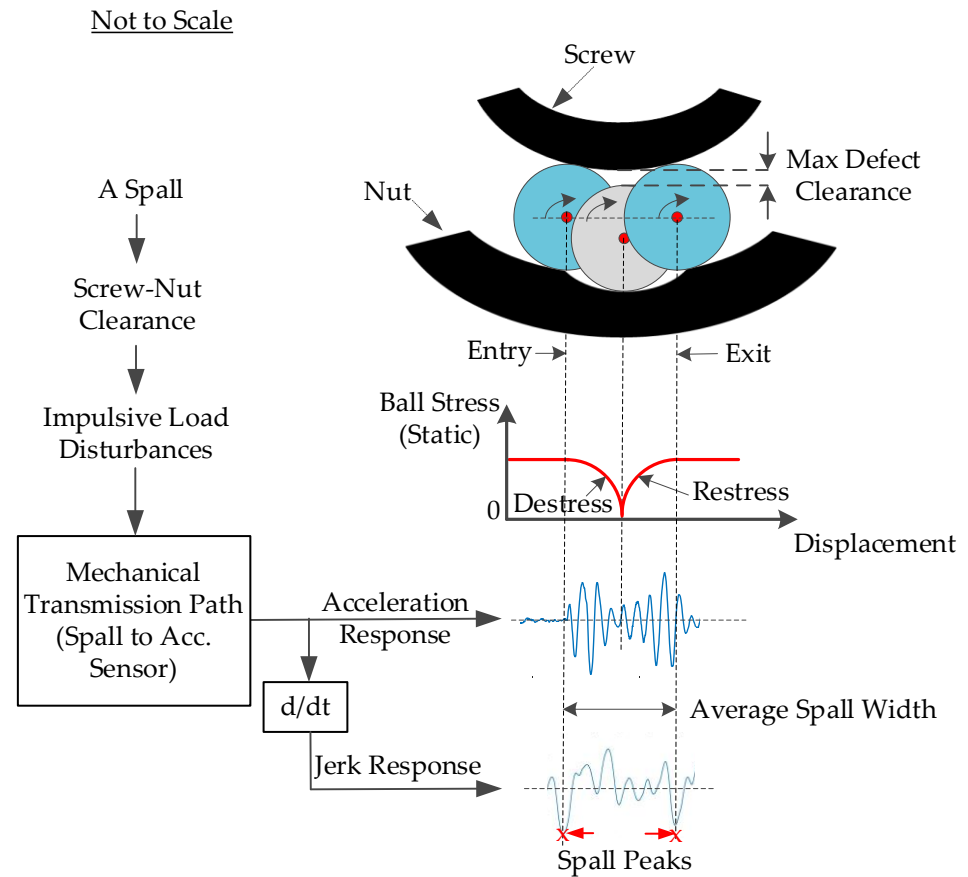 Not to Scale
Screw
Max Defect
Clearance
Nut
A Spall
Screw-Nut
Clearance
Entry
Exit
Impulsive Load
Disturbances
Ball Stress
(Static)
Destress
Restress
0
Displacement
Mechanical
Transmission Path
(Spall to Acc.
Sensor)
Acceleration
Response
d/dt
Average Spall Width
Jerk Response
x
x
Spall Peaks